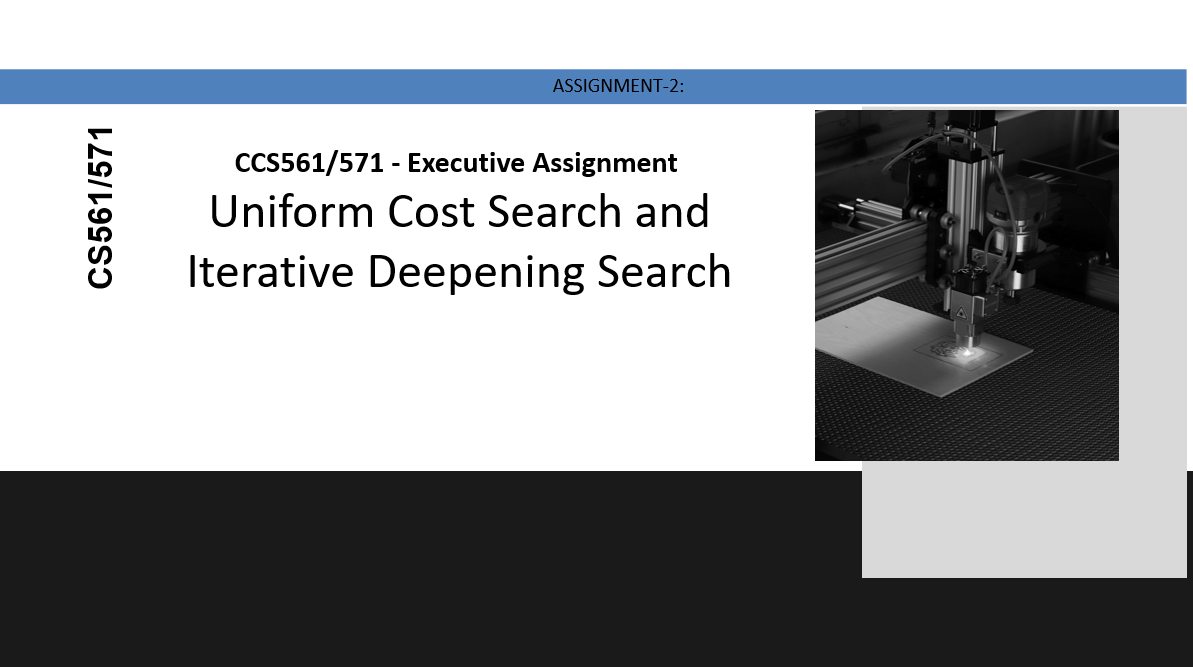 ASSIGNMENT-2:
CS561/571
CCS561/571 - Executive Assignment
Uniform Cost Search and
Iterative Deepening Search